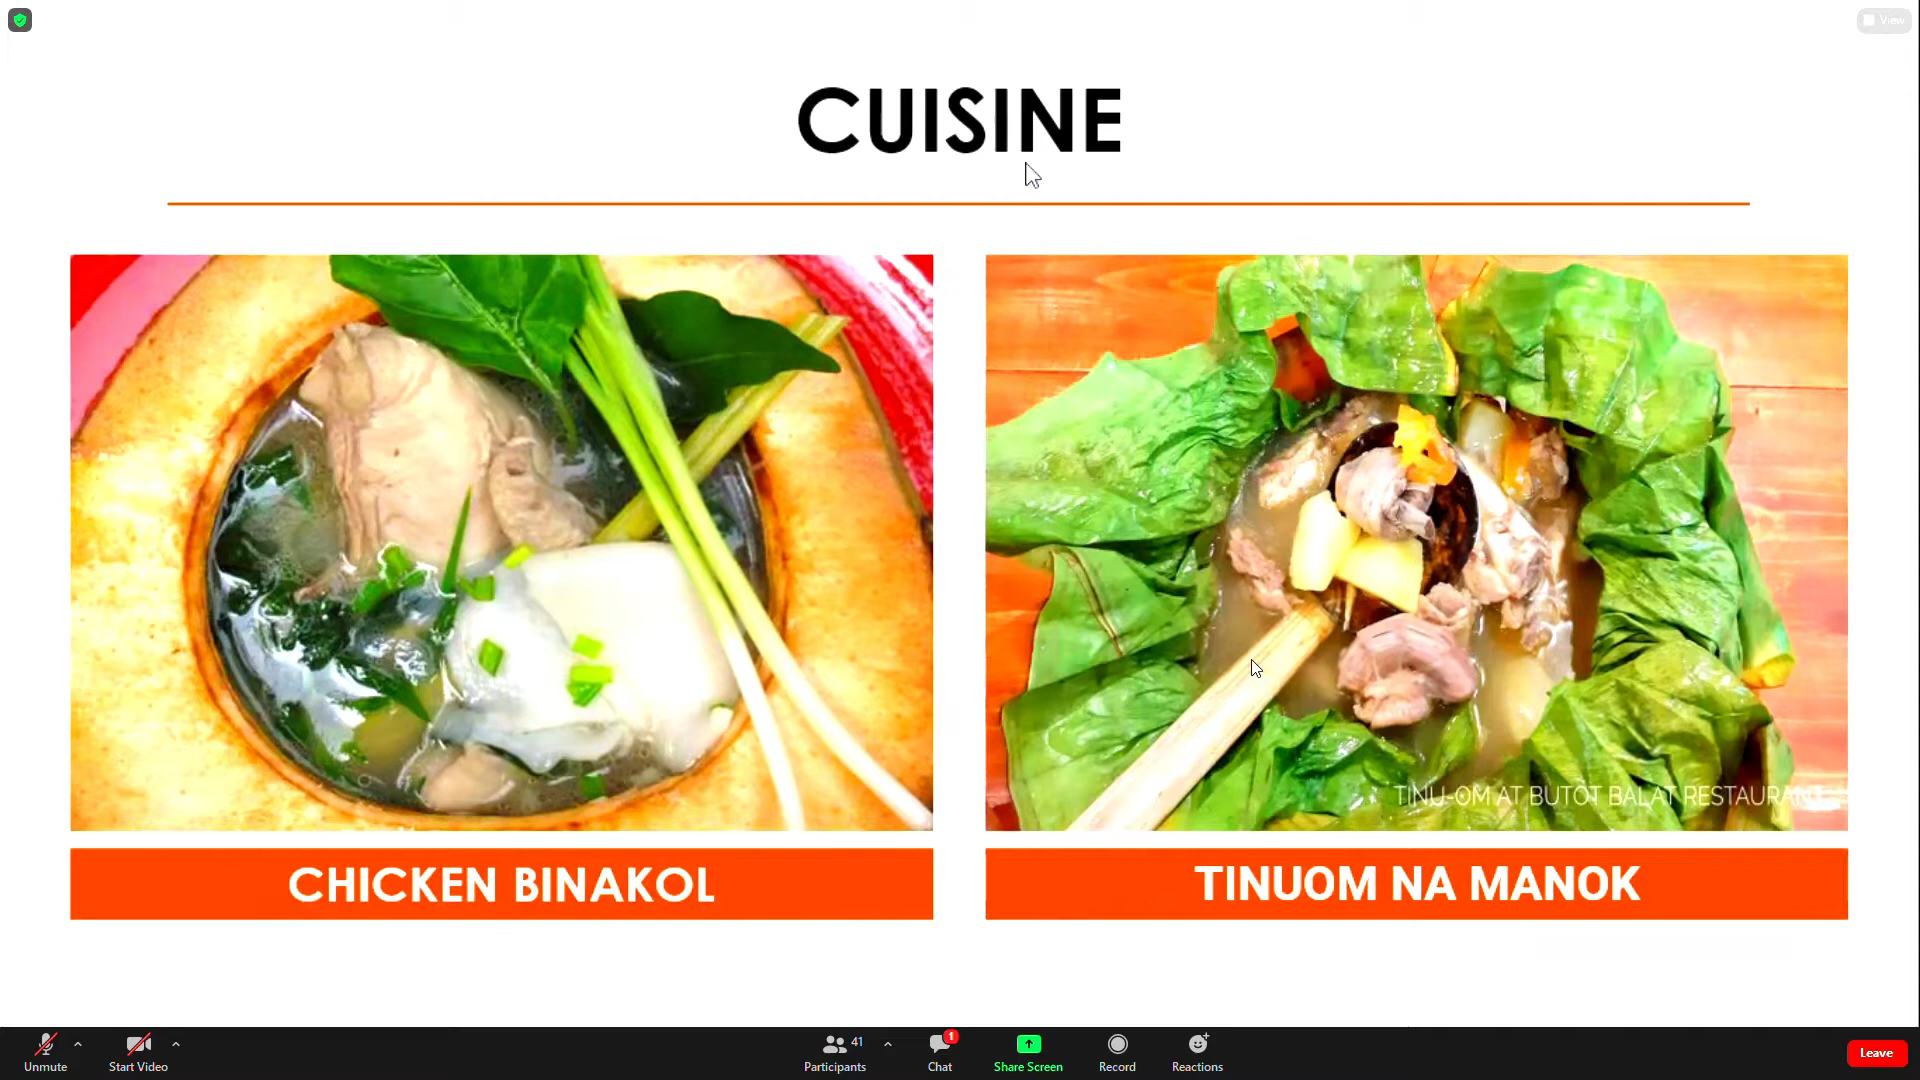 View
CUISINE
TINU-OM AT BUTOT BALAT RESTAURANT
CHICKEN BINAKOL
TINUOM NA MANOK
Unmute
Start Video
41
Participants
1
Chat
Share Screen
Record
Reactions
Leave